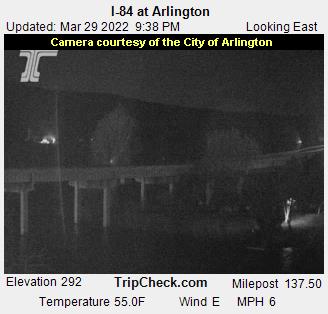 I-84 at Arlington
Updated: Mar 29 2022 9:38 PM Looking East
Camera courtesy of the City of Arlington
Elevation 292 TripCheck.com Milepost 137.50
Temperature 55.0F Wind E MPH 6